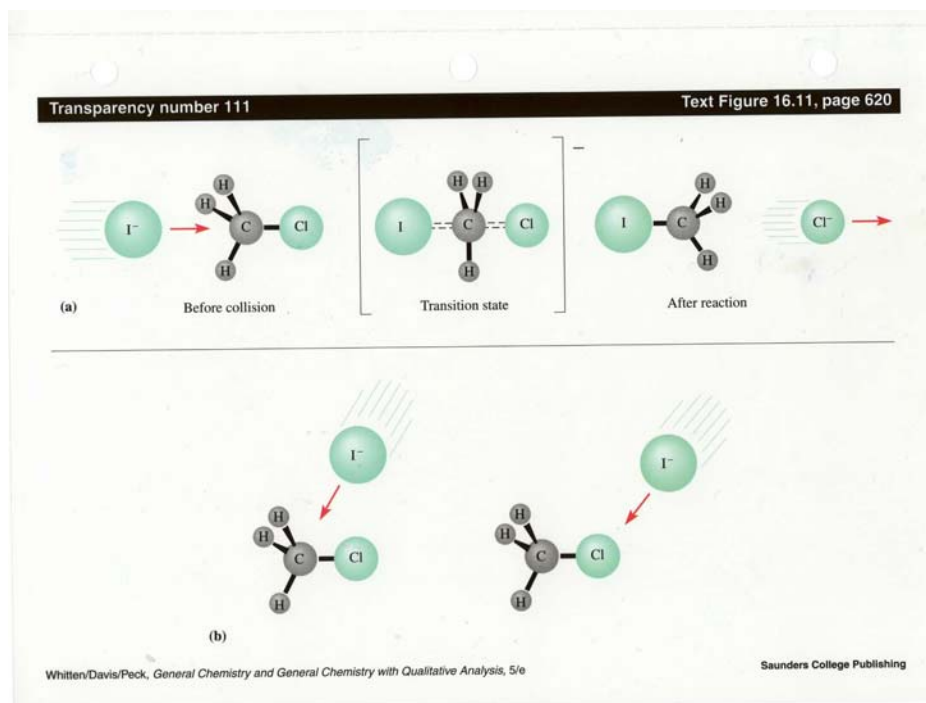 Transparency number 111
Text Figure 16.11, page 620
H
H
I⁻
C
Cl
H
H H
I
C
Cl
H
−
H
H
I
C
H
Cl⁻
(a)
Before collision
Transition state
After reaction
I⁻
H
H
C
Cl
H
I⁻
H
H
C
Cl
H
(b)
Whitten/Davis/Peck, General Chemistry and General Chemistry with Qualitative Analysis, 5/e
Saunders College Publishing